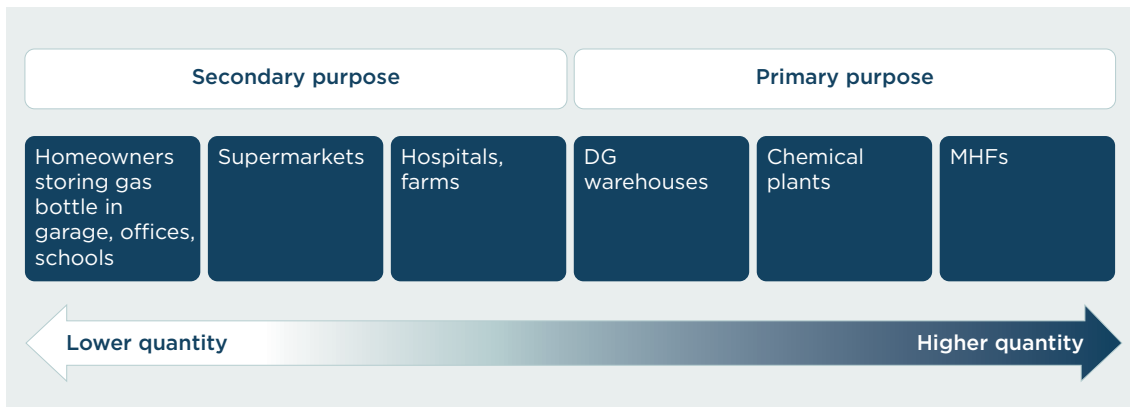 Secondary purpose
Primary purpose
Homeowners
storing gas
bottle in
garage, offices,
schools
Supermarkets
Hospitals,
farms
DG
warehouses
Chemical
plants
MHFs
Lower quantity
Higher quantity